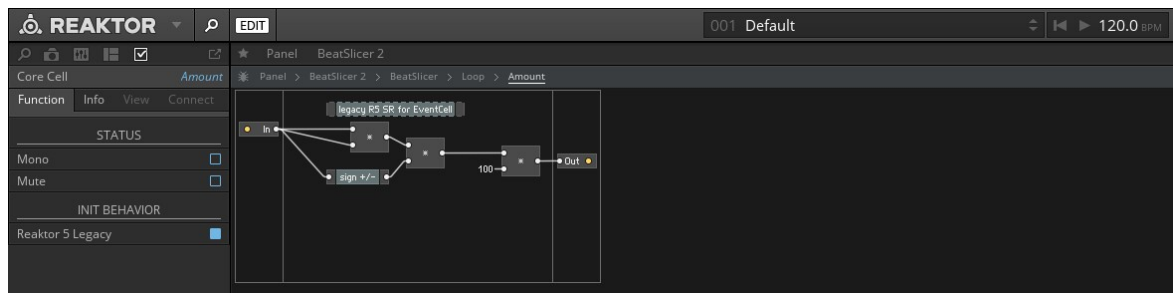 REAKTOR EDIT 001 Default 120.0 BPM
Panel BeatSlicer 2
Core Cell Amount Panel > BeatSlicer 2 > BeatSlicer > Loop > Amount
Function Info View Connect
legacy R5 SR for EventCell
In
STATUS
Mono
Out
100
sign +/-
Mute
INIT BEHAVIOR
Reaktor 5 Legacy